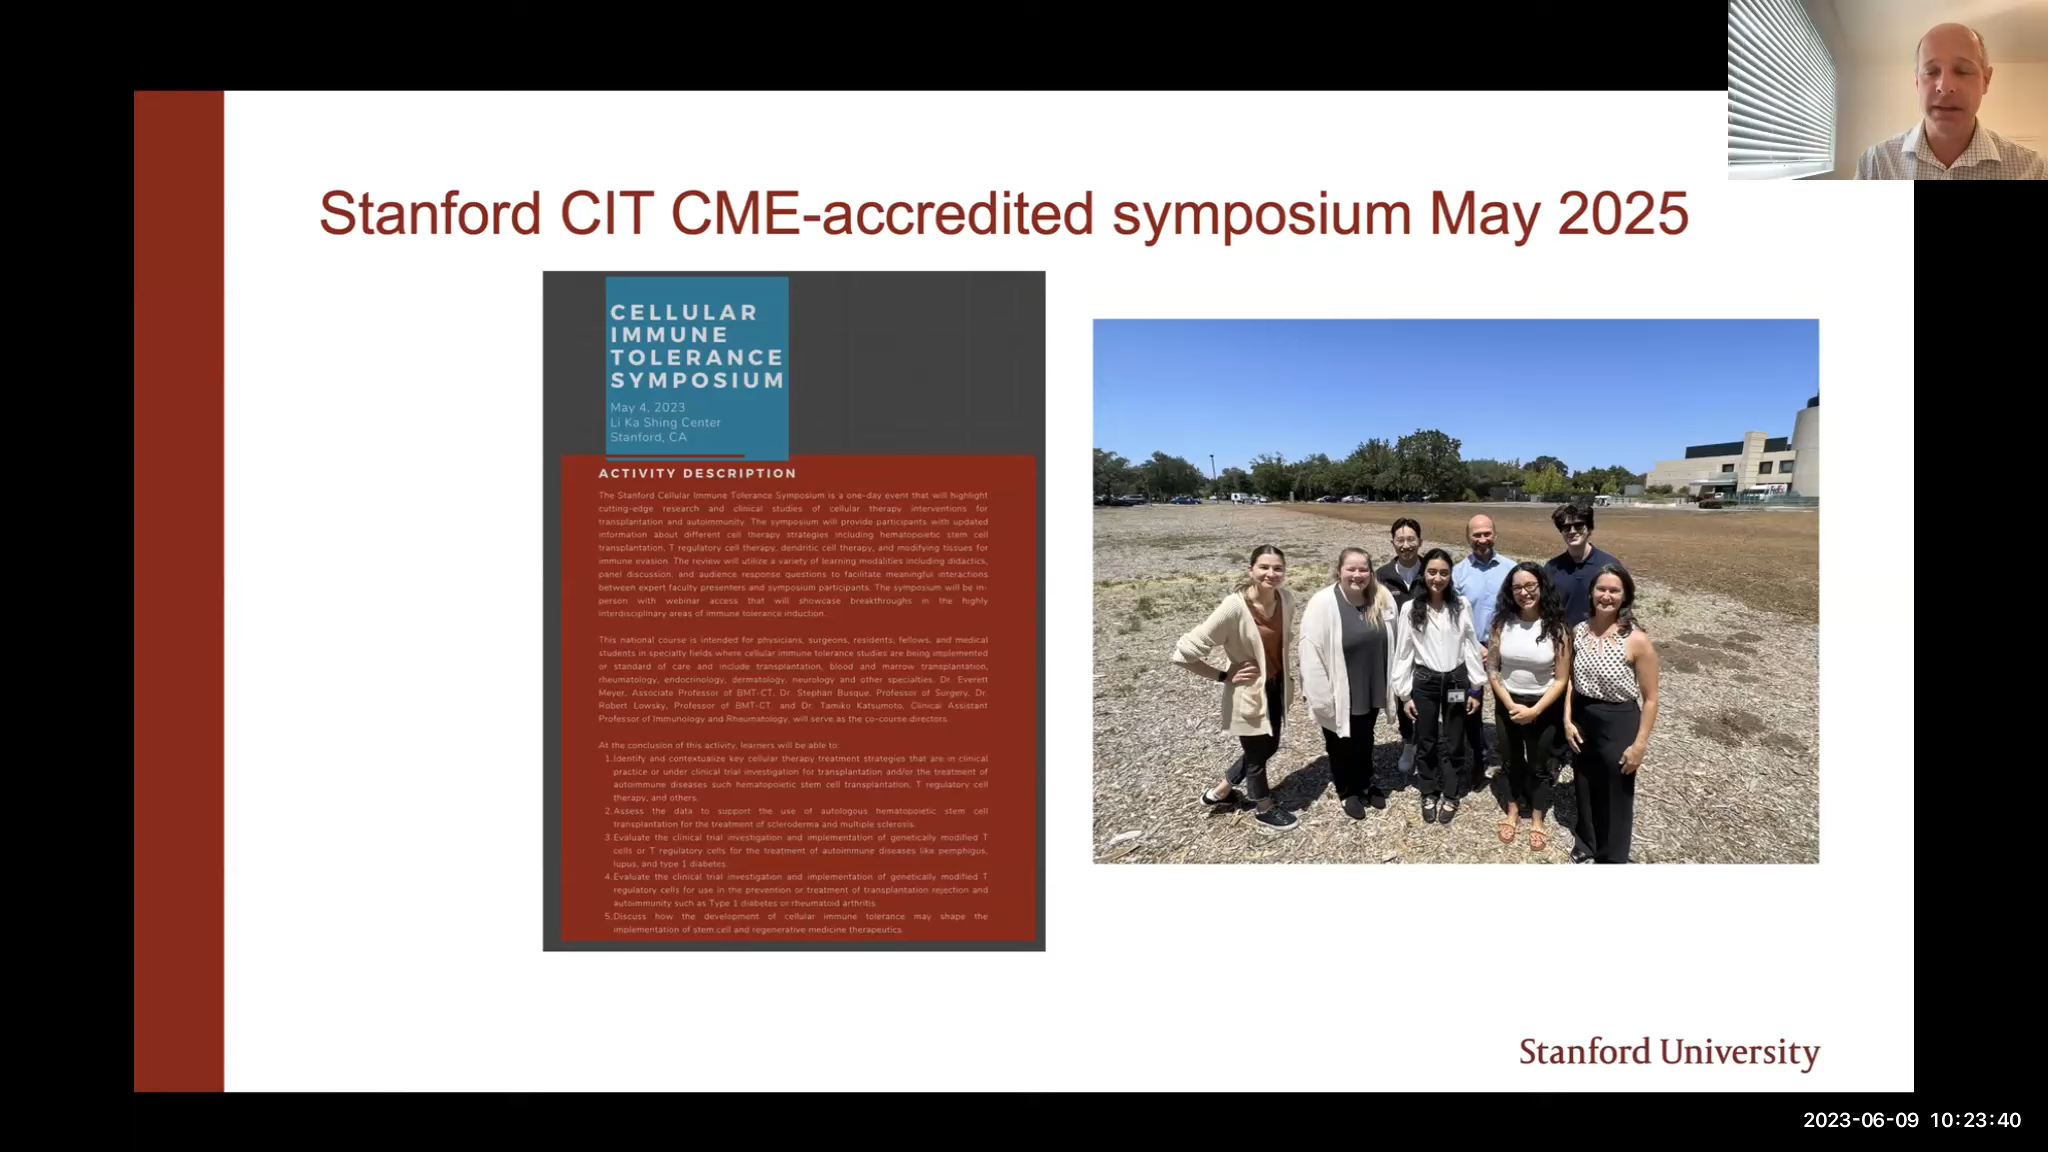 Stanford CIT CME-accredited symposium May 2025
CELLULAR
IMMUNE
TOLERANCE
SYMPOSIUM
May 4, 2023
Li Ka Shing Center
Stanford, CA
ACTIVITY DESCRIPTION
The Stanford Cellular Immune Tolerance Symposium is a one-day event that will highlight
cutting-edge research and clinical studies of cellular therapy interventions for
transplantation and autoimmunity. The symposium will provide participants with updated
information about different cell therapy strategies including hematopoietic stem cell
transplantation, T regulatory cell therapy, dendritic cell therapy, and modifying tissues for
immune evasion. The review will utilize a variety of learning modalities including didactics,
panel discussion, and audience response questions to facilitate meaningful interactions
between expert faculty presenters and symposium participants. The symposium will be in-
person with webinar access that will showcase breakthroughs in the highly
interdisciplinary areas of immune tolerance induction.
This national course is intended for physicians, surgeons, residents, fellows, and medical
students in specialty fields where cellular immune tolerance studies are being implemented
or standard of care and include transplantation, blood and marrow transplantation,
rheumatology, endocrinology, dermatology, neurology and other specialties. Dr. Everett
Meyer, Associate Professor of BMT-CT, Dr. Stephan Busque, Professor of Surgery, Dr.
Robert Lowsky, Professor of BMT-CT, and Dr. Tamiko Katsumoto, Clinical Assistant
Professor of Immunology and Rheumatology, will serve as the co-course directors.
At the conclusion of this activity, learners will be able to:
1. Identify and contextualize key cellular therapy treatment strategies that are in clinical
practice or under clinical trial investigation for transplantation and/or the treatment of
autoimmune diseases such hematopoietic stem cell transplantation, T regulatory cell
therapy, and others.
2. Assess the data to support the use of autologous hematopoietic stem cell
transplantation for the treatment of scleroderma and multiple sclerosis.
3. Evaluate the clinical trial investigation and implementation of genetically modified T
cells or T regulatory cells for the treatment of autoimmune diseases like pemphigus,
lupus, and type 1 diabetes.
4. Evaluate the clinical trial investigation and implementation of genetically modified T
regulatory cells for use in the prevention or treatment of transplantation rejection and
autoimmunity such as Type 1 diabetes or rheumatoid arthritis.
5. Discuss how the development of cellular immune tolerance may shape the
implementation of stem cell and regenerative medicine therapeutics.
Stanford University
2023-06-09 10:23:40